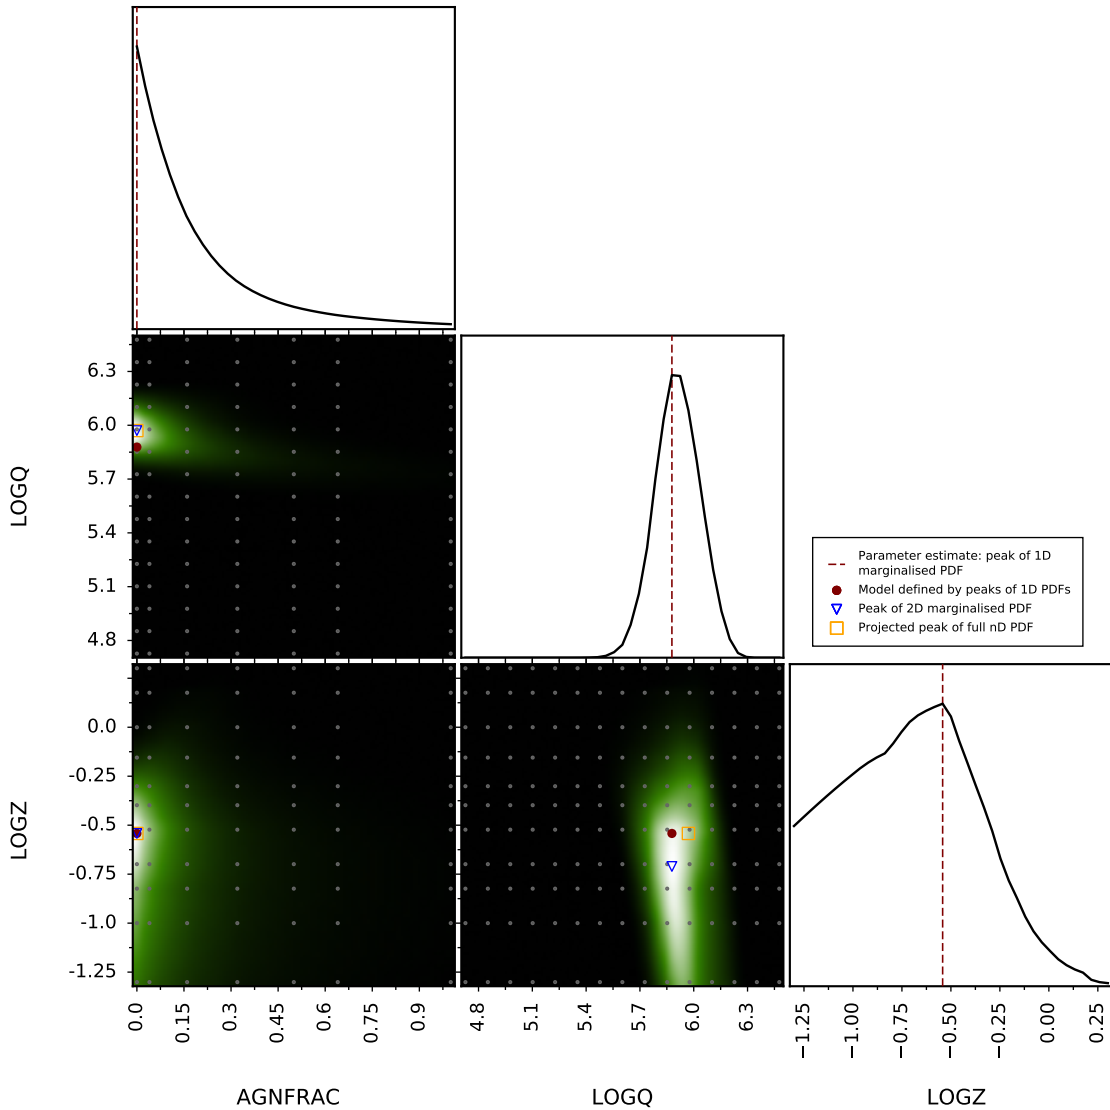 LOGQ
6.3
6.0
5.7
5.4
5.1
4.8
Parameter estimate: peak of 1D
marginalised PDF
Model defined by peaks of 1D PDFs
Peak of 2D marginalised PDF
Projected peak of full nD PDF
LOGZ
0.0
-0.25
-0.5
-0.75
-1.0
-1.25
0.0 0.15 0.3 0.45 0.6 0.75 0.9
4.8 5.1 5.4 5.7 6.0 6.3
−1.25 −1.00 −0.75 −0.50 −0.25 0.00 0.25
AGNFRAC LOGQ LOGZ